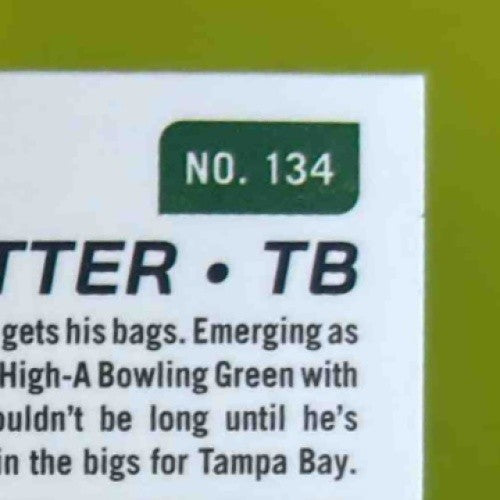 NO. 134
TTER • TB
gets his bags. Emerging as
High-A Bowling Green with
ouldn't be long until he's
in the bigs for Tampa Bay.